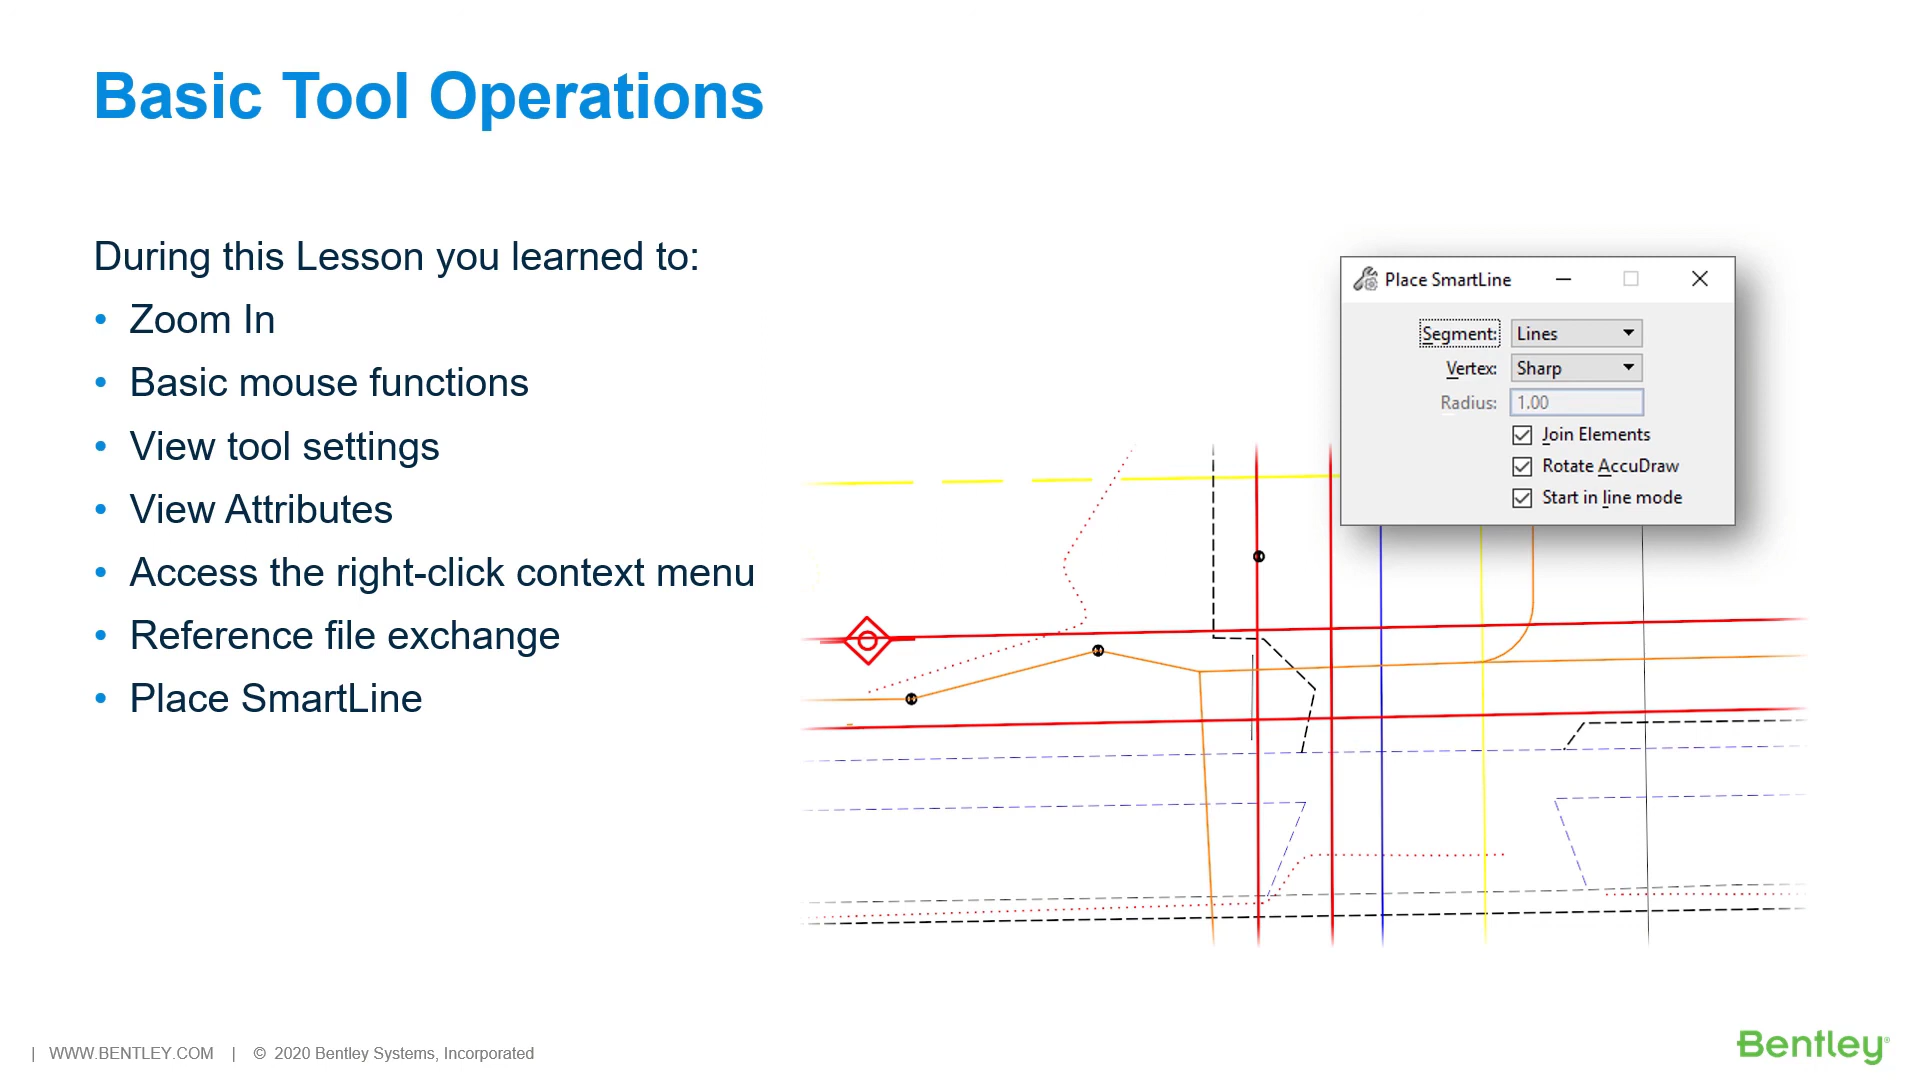 Basic Tool Operations
During this Lesson you learned to:
• Zoom In
• Basic mouse functions
• View tool settings
• View Attributes
• Access the right-click context menu
• Reference file exchange
• Place SmartLine
Place SmartLine
Segment: Lines
Vertex: Sharp
Radius: 1.00
Join Elements
Rotate AccuDraw
Start in line mode
| WWW.BENTLEY.COM | © 2020 Bentley Systems, Incorporated
Bentley®